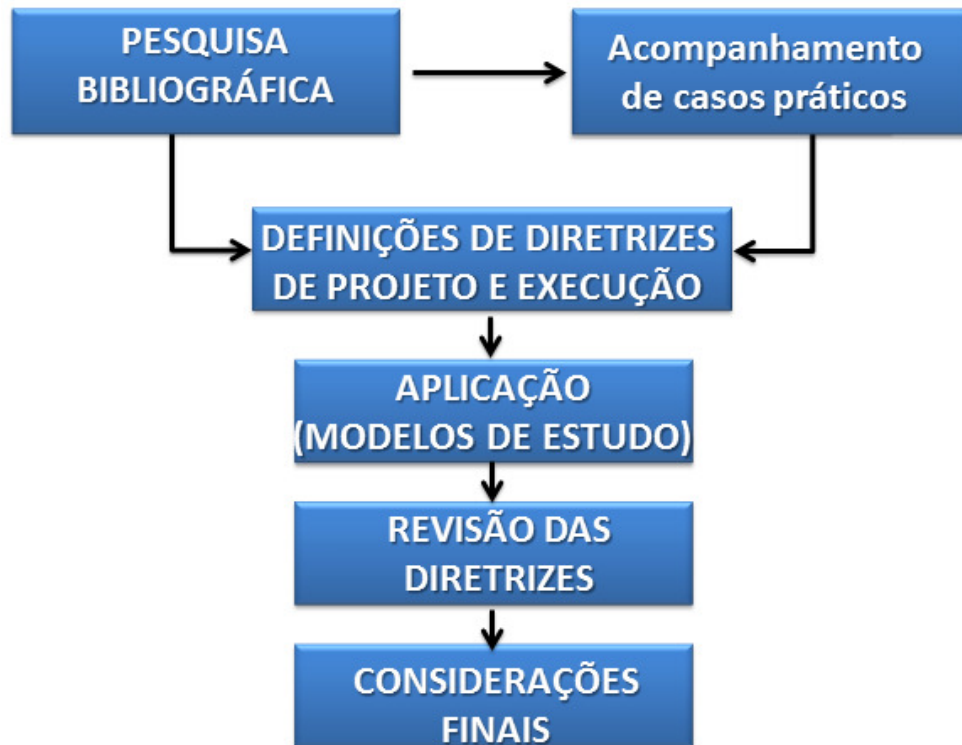 PESQUISA
BIBLIOGRÁFICA
Acompanhamento
de casos práticos
DEFINIÇÕES DE DIRETRIZES
DE PROJETO E EXECUÇÃO
APLICAÇÃO
(MODELOS DE ESTUDO)
REVISÃO DAS
DIRETRIZES
CONSIDERAÇÕES
FINAIS